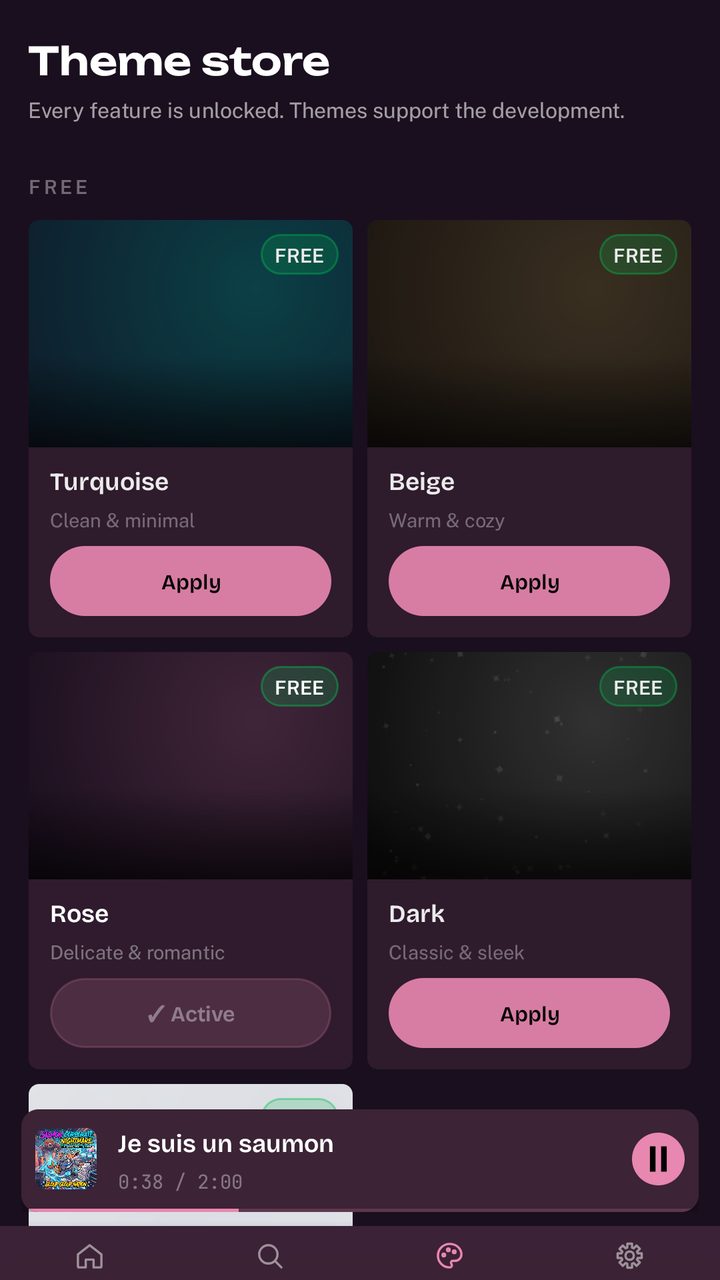 Theme store
Every feature is unlocked. Themes support the development.
FREE
FREE
FREE
Turquoise
Clean & minimal
Apply
Beige
Warm & cozy
Apply
FREE
FREE
Rose
Delicate & romantic
✓ Active
Dark
Classic & sleek
Apply
Je suis un saumon
0:38 / 2:00